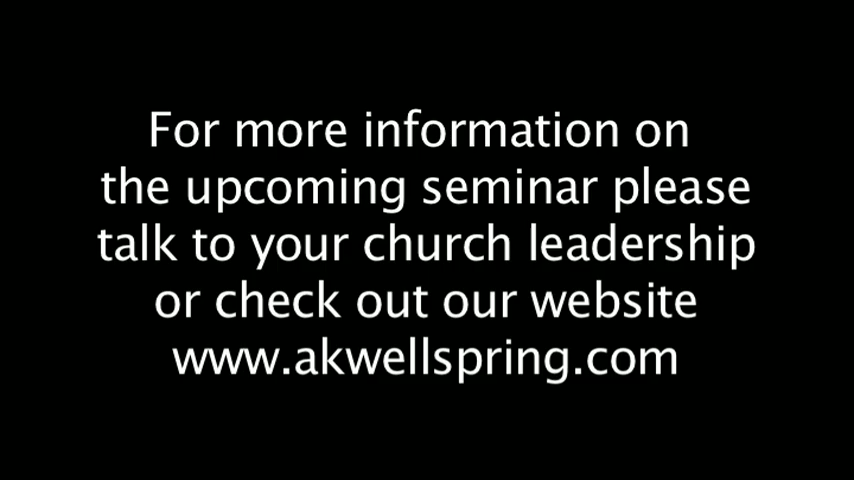 For more information on
the upcoming seminar please
talk to your church leadership
or check out our website
www.akwellspring.com